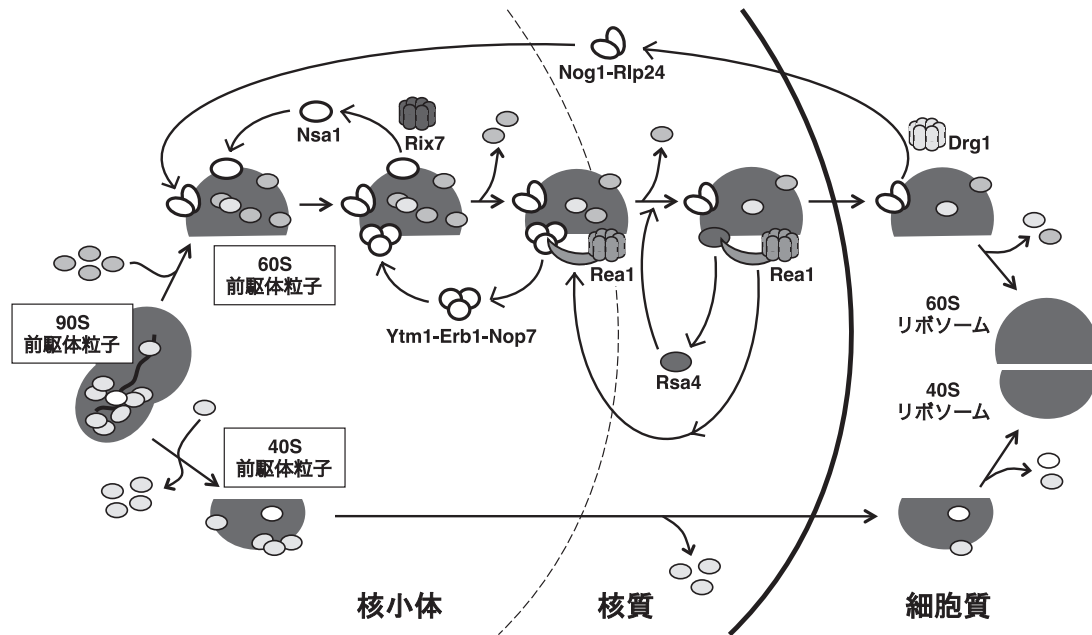 Nog1-Rlp24
Nsa1
Rix7
Drg1
60S
前駆体粒子
Rea1
Rea1
90S
前駆体粒子
Ytm1-Erb1-Nop7
Rsa4
60S
リボソーム
40S
リボソーム
40S
前駆体粒子
核小体
核質
細胞質